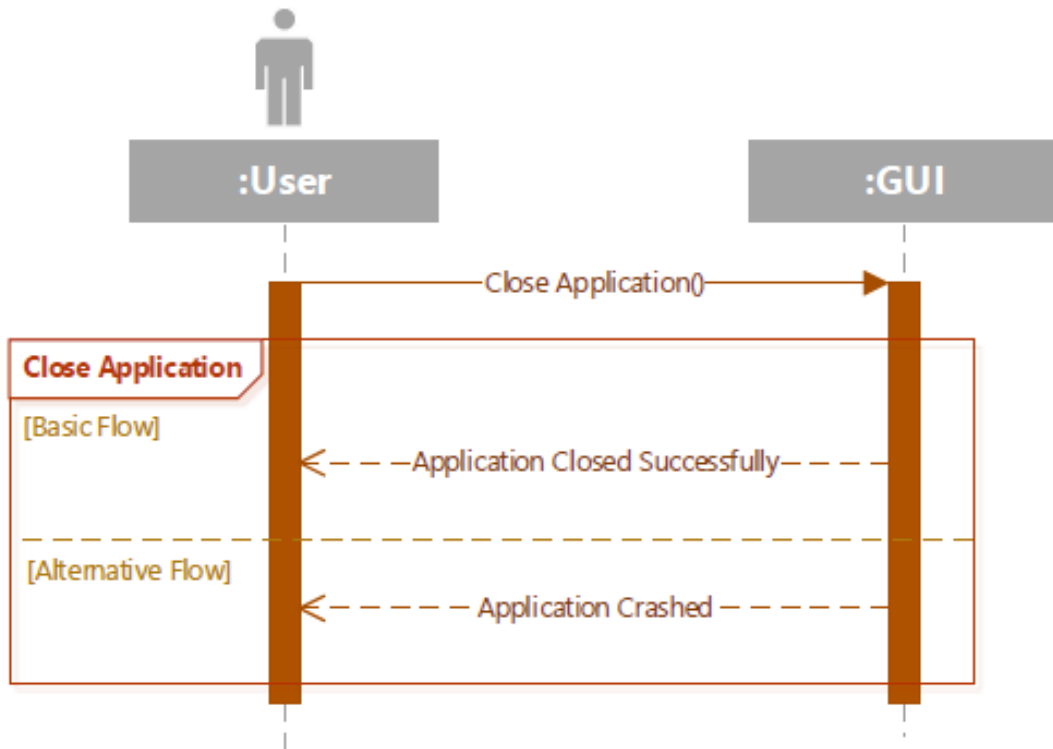 :User
:GUI
Close Application()
Close Application
[Basic Flow]
Application Closed Successfully
[Alternative Flow]
Application Crashed